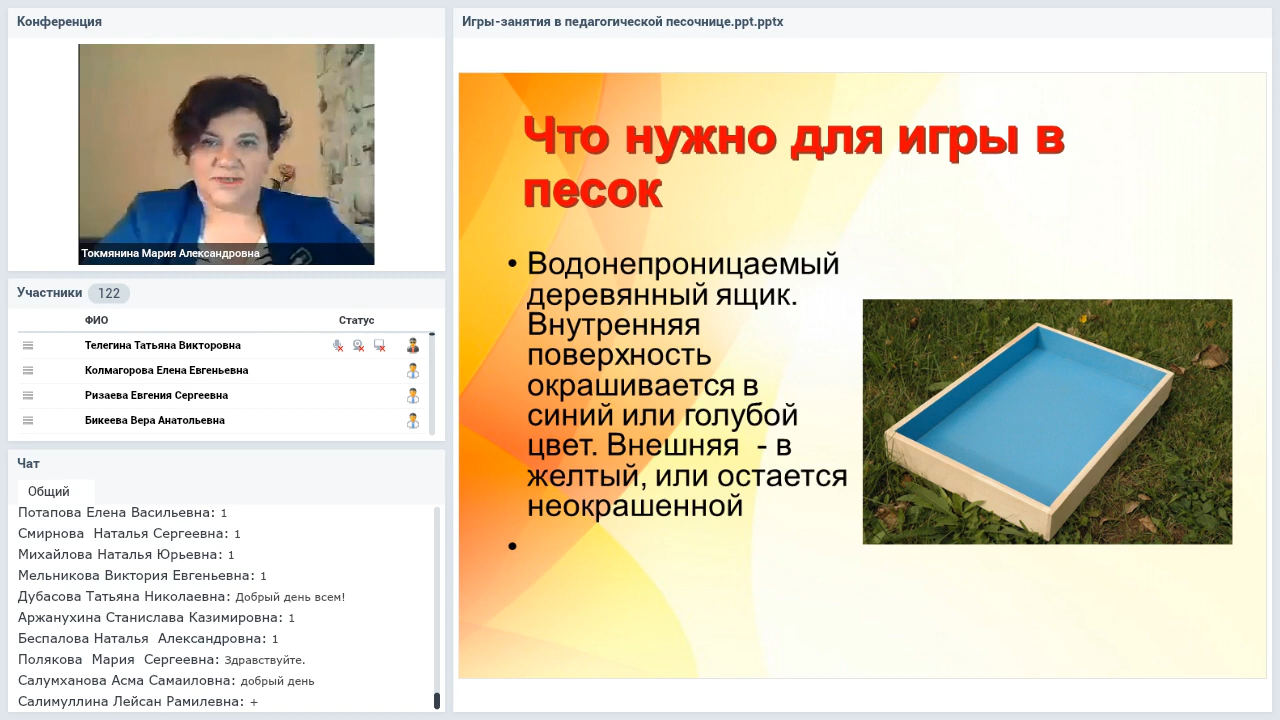 Конференция
Токмянина Мария Александровна
Участники 122
ФИО Статус
Телегина Татьяна Викторовна
Колмагорова Елена Евгеньевна
Ризаева Евгения Сергеевна
Бикеева Вера Анатольевна
Чат
Общий
Потапова Елена Васильевна: 1
Смирнова Наталья Сергеевна: 1
Михайлова Наталья Юрьевна: 1
Мельникова Виктория Евгеньевна: 1
Дубасова Татьяна Николаевна: Добрый день всем!
Аржанухина Станислава Казимировна: 1
Беспалова Наталья Александровна: 1
Полякова Мария Сергеевна: Здравствуйте.
Салумханова Асма Самаиловна: добрый день
Салимуллина Лейсан Рамилевна: +
Игры-занятия в педагогической песочнице.ppt.pptx
Что нужно для игры в
песок
• Водонепроницаемый
деревянный ящик.
Внутренняя
поверхность
окрашивается в
синий или голубой
цвет. Внешняя - в
желтый, или остается
неокрашенной
•